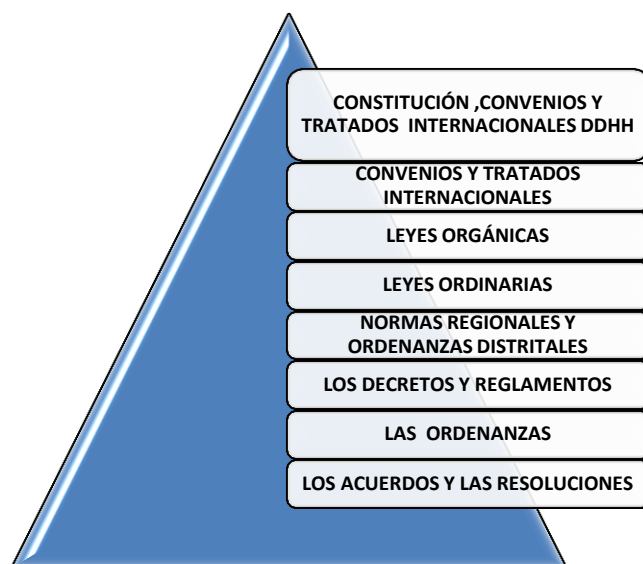 CONSTITUCIÓN ,CONVENIOS Y
TRATADOS INTERNACIONALES DDHH
CONVENIOS Y TRATADOS
INTERNACIONALES
LEYES ORGÁNICAS
LEYES ORDINARIAS
NORMAS REGIONALES Y
ORDENANZAS DISTRITALES
LOS DECRETOS Y REGLAMENTOS
LAS ORDENANZAS
LOS ACUERDOS Y LAS RESOLUCIONES